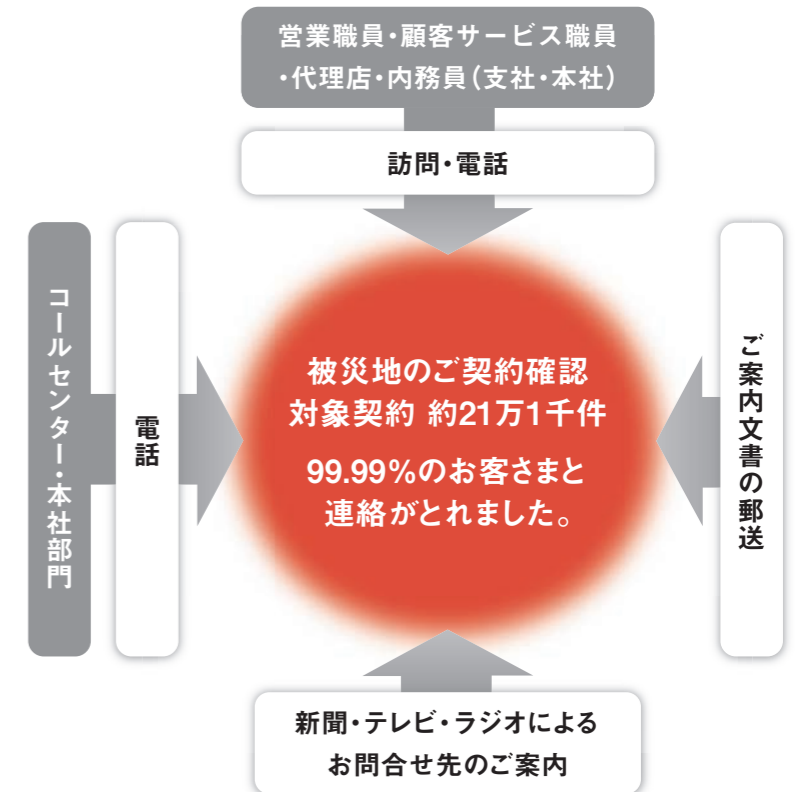 営業職員・顧客サービス職員
・代理店・内務員(支社・本社)
訪問・電話
コールセンター・本社部門
電話
被災地のご契約確認
対象契約 約21万1千件
99.99%のお客さまと
連絡がとれました。
ご案内文書の郵送
新聞・テレビ・ラジオによる
お問合せ先のご案内